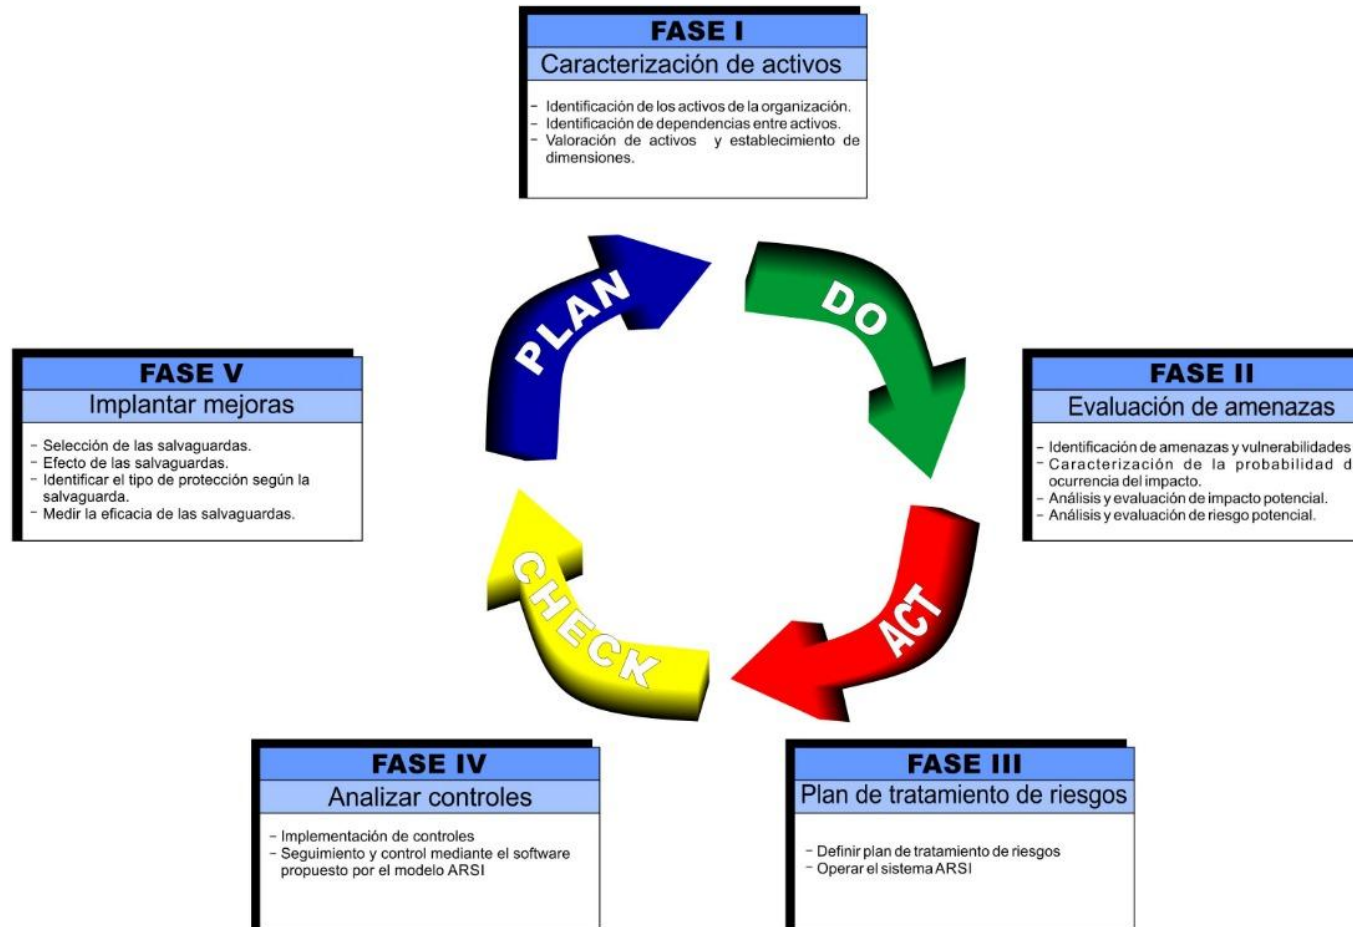 FASE I
Caracterización de activos
- Identificación de los activos de la organización.
- Identificación de dependencias entre activos.
- Valoración de activos y establecimiento de
dimensiones.
PLAN
DO
ACT
CHECK
FASE II
Evaluación de amenazas
- Identificación de amenazas y vulnerabilidades
- Caracterización de la probabilidad d
ocurrencia del impacto.
- Análisis y evaluación de impacto potencial.
- Análisis y evaluación de riesgo potencial.
FASE III
Plan de tratamiento de riesgos
- Definir plan de tratamiento de riesgos
- Operar el sistema ARSI
FASE IV
Analizar controles
- Implementación de controles
- Seguimiento y control mediante el software
propuesto por el modelo ARSI
FASE V
Implantar mejoras
- Selección de las salvaguardas.
- Efecto de las salvaguardas.
- Identificar el tipo de protección según la
salvaguarda.
- Medir la eficacia de las salvaguardas.